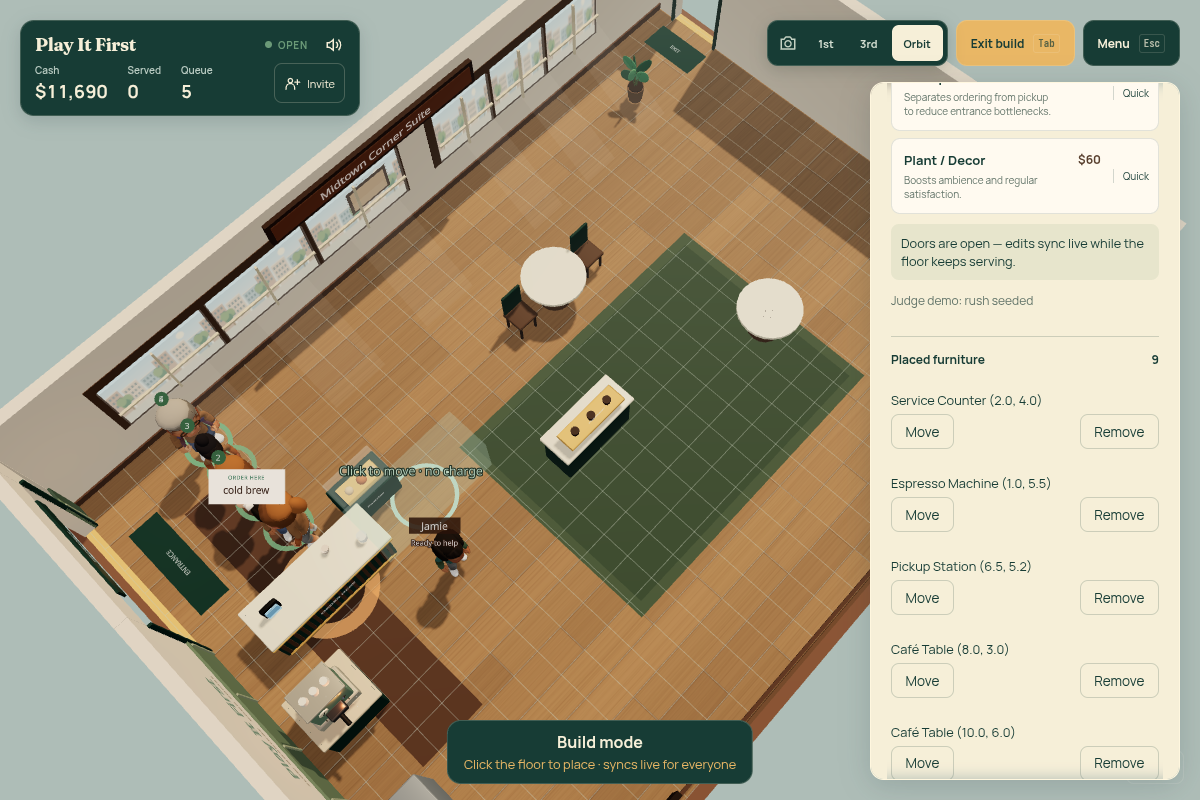 Play It First
OPEN
Cash
Served
Queue
$11,690
0
5
Invite
1st
3rd
Orbit
Exit build
Tab
Menu
Esc
Separates ordering from pickup
to reduce entrance bottlenecks.
Quick
Plant / Decor
$60
Boosts ambience and regular
satisfaction.
Quick
Doors are open — edits sync live while the
floor keeps serving.
Judge demo: rush seeded
Placed furniture
9
Service Counter (2.0, 4.0)
Move
Remove
Espresso Machine (1.0, 5.5)
Move
Remove
Pickup Station (6.5, 5.2)
Move
Remove
Café Table (8.0, 3.0)
Move
Remove
Café Table (10.0, 6.0)
Move
Remove
EXIT
Midtown Corner Suite
3
2
ORDER HERE
cold brew
Click to move · no charge
Jamie
Ready to help
ENTRANCE
Build mode
Click the floor to place · syncs live for everyone